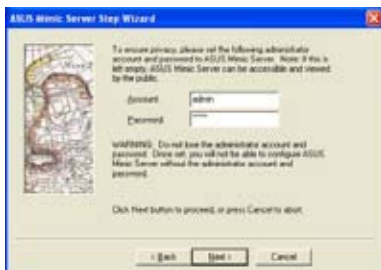 ASUS Mimic Server Step Wizard
To ensure privacy, please set the following administrator
account and password to ASUS Mimic Server. Note: If this is
left empty, ASUS Mimic Server can be accessible and viewed
by the public.
Account admin
Password
WARNING: Do not lose the administrator account and
password. Once set, you will not be able to configure ASUS
Mimic Server without the administrator account and
password.
Click Next button to proceed, or press Cancel to abort.
< Back Next > Cancel